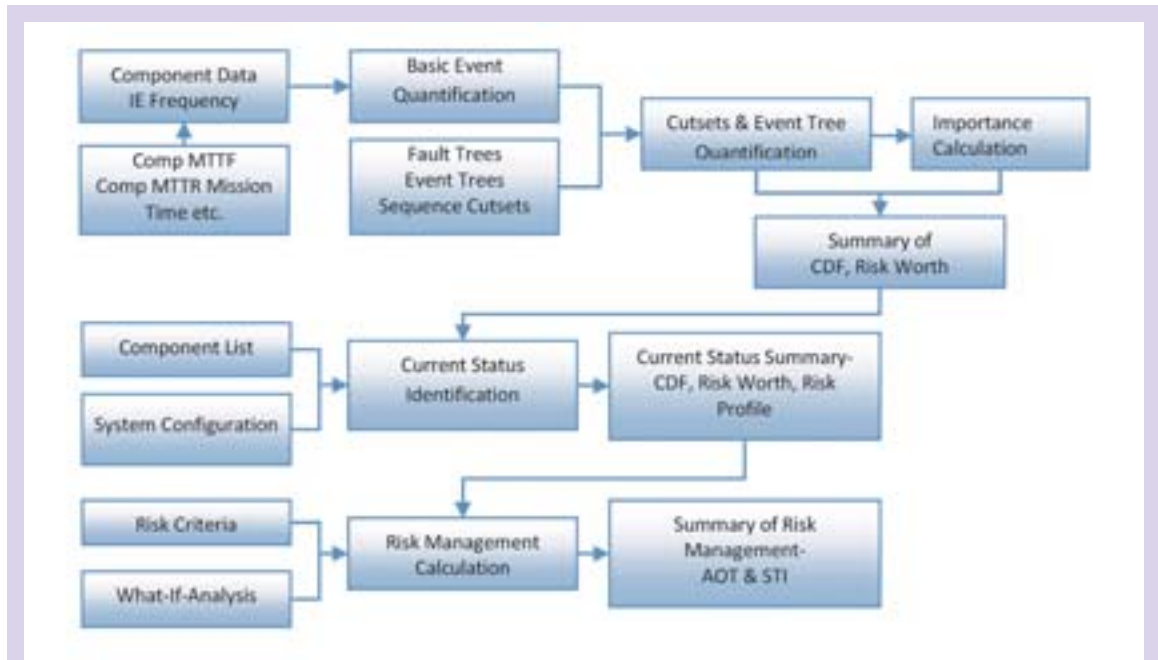 Component Data
IE Frequency
Basic Event
Quantification
Comp MTTF
Comp MTTR Mission
Time etc.
Fault Trees
Event Trees
Sequence Cutsets
Cutsets & Event Tree
Quantification
Importance
Calculation
Summary of
CDF, Risk Worth
Component List
System Configuration
Current Status
Identification
Current Status Summary-
CDF, Risk Worth, Risk
Profile
Risk Criteria
What-If-Analysis
Risk Management
Calculation
Summary of Risk
Management-
AOT & STI